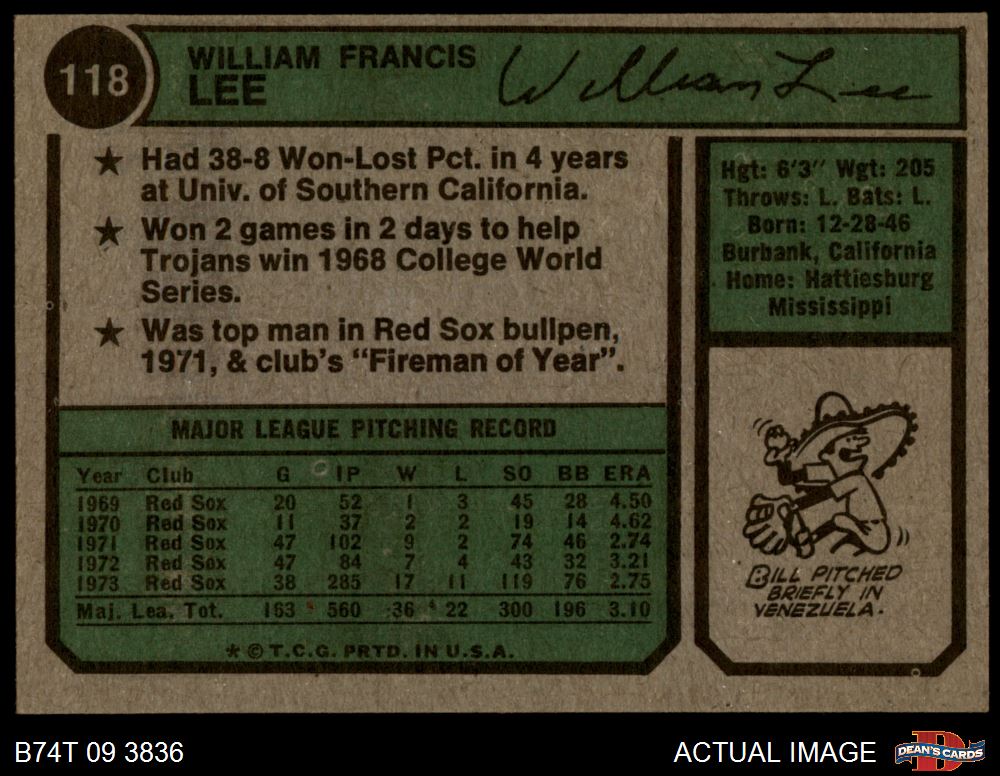 118
WILLIAM FRANCIS
LEE
William Lee
★ Had 38-8 Won-Lost Pct. in 4 years
at Univ. of Southern California.
★ Won 2 games in 2 days to help
Trojans win 1968 College World
Series.
★ Was top man in Red Sox bullpen,
1971, & club's "Fireman of Year".
Hgt: 6'3" Wgt: 205
Throws: L. Bats: L.
Born: 12-28-46
Burbank, California
Home: Hattiesburg
Mississippi
MAJOR LEAGUE PITCHING RECORD
Year Club G IP W L SO BB ERA
1969 Red Sox 20 52 1 3 45 28 4.50
1970 Red Sox 11 37 2 2 19 14 4.62
1971 Red Sox 47 102 9 2 74 46 2.74
1972 Red Sox 47 84 7 4 43 32 3.21
1973 Red Sox 38 285 17 11 119 76 2.75
Maj. Lea. Tot. 163 560 36 22 300 196 3.10
* © T.C.G. PRTD. IN U.S.A.
BILL PITCHED
BRIEFLY IN
VENEZUELA.
B74T 09 3836
ACTUAL IMAGE
DEAN'S CARDS